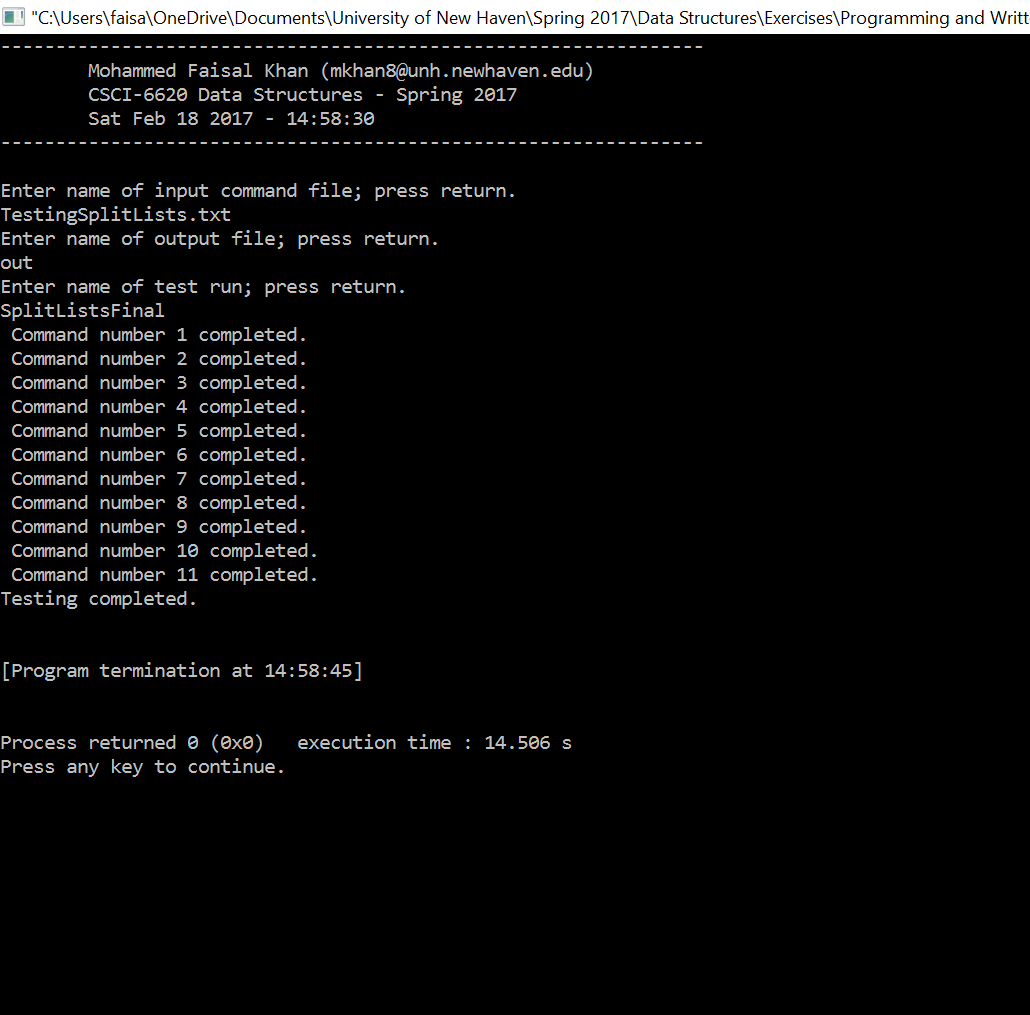 "C:\Users\faisa\OneDrive\Documents\University of New Haven\Spring 2017\Data Structures\Exercises\Programming and Writt
----------------------------------------------------------------
Mohammed Faisal Khan (mkhan8@unh.newhaven.edu)
CSCI-6620 Data Structures - Spring 2017
Sat Feb 18 2017 - 14:58:30
----------------------------------------------------------------
Enter name of input command file; press return.
TestingSplitLists.txt
Enter name of output file; press return.
out
Enter name of test run; press return.
SplitListsFinal
Command number 1 completed.
Command number 2 completed.
Command number 3 completed.
Command number 4 completed.
Command number 5 completed.
Command number 6 completed.
Command number 7 completed.
Command number 8 completed.
Command number 9 completed.
Command number 10 completed.
Command number 11 completed.
Testing completed.
[Program termination at 14:58:45]
Process returned 0 (0x0)   execution time : 14.506 s
Press any key to continue.